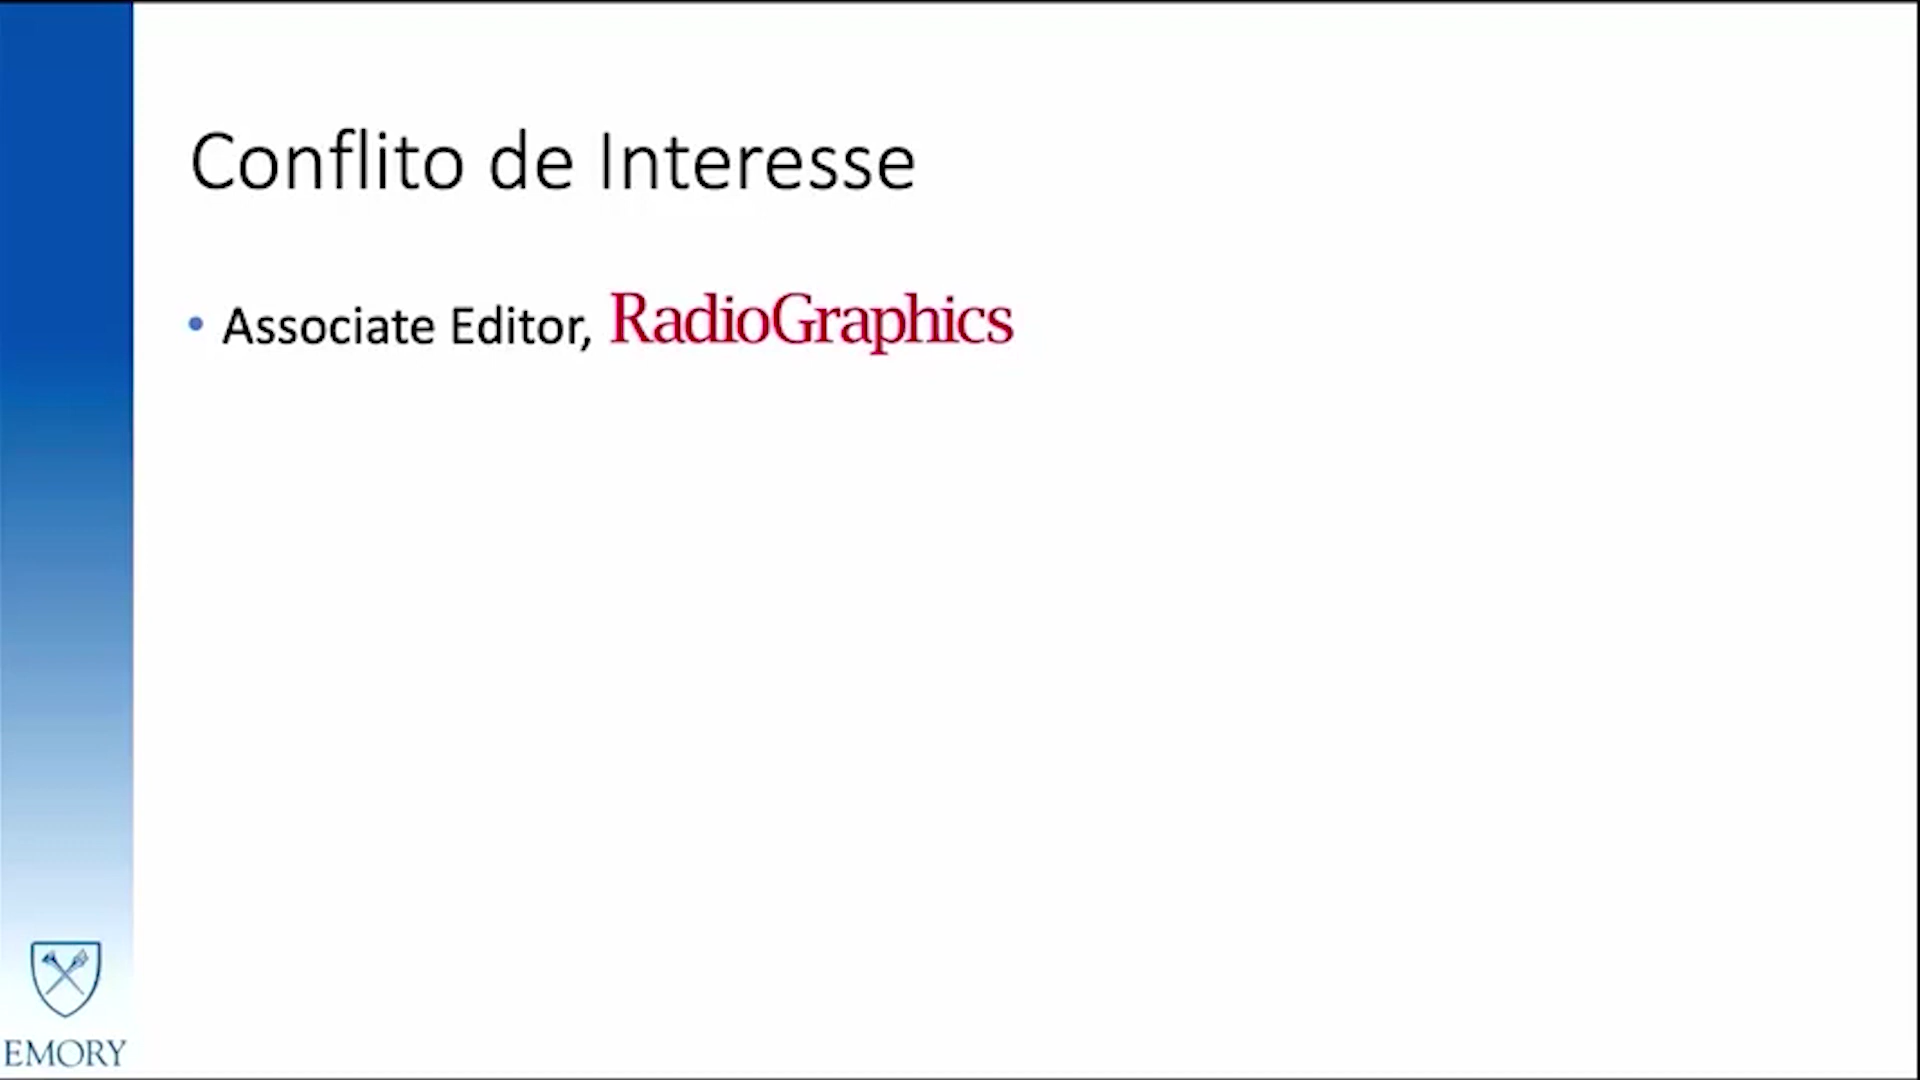 Conflito de Interesse
• Associate Editor, RadioGraphics
EMORY